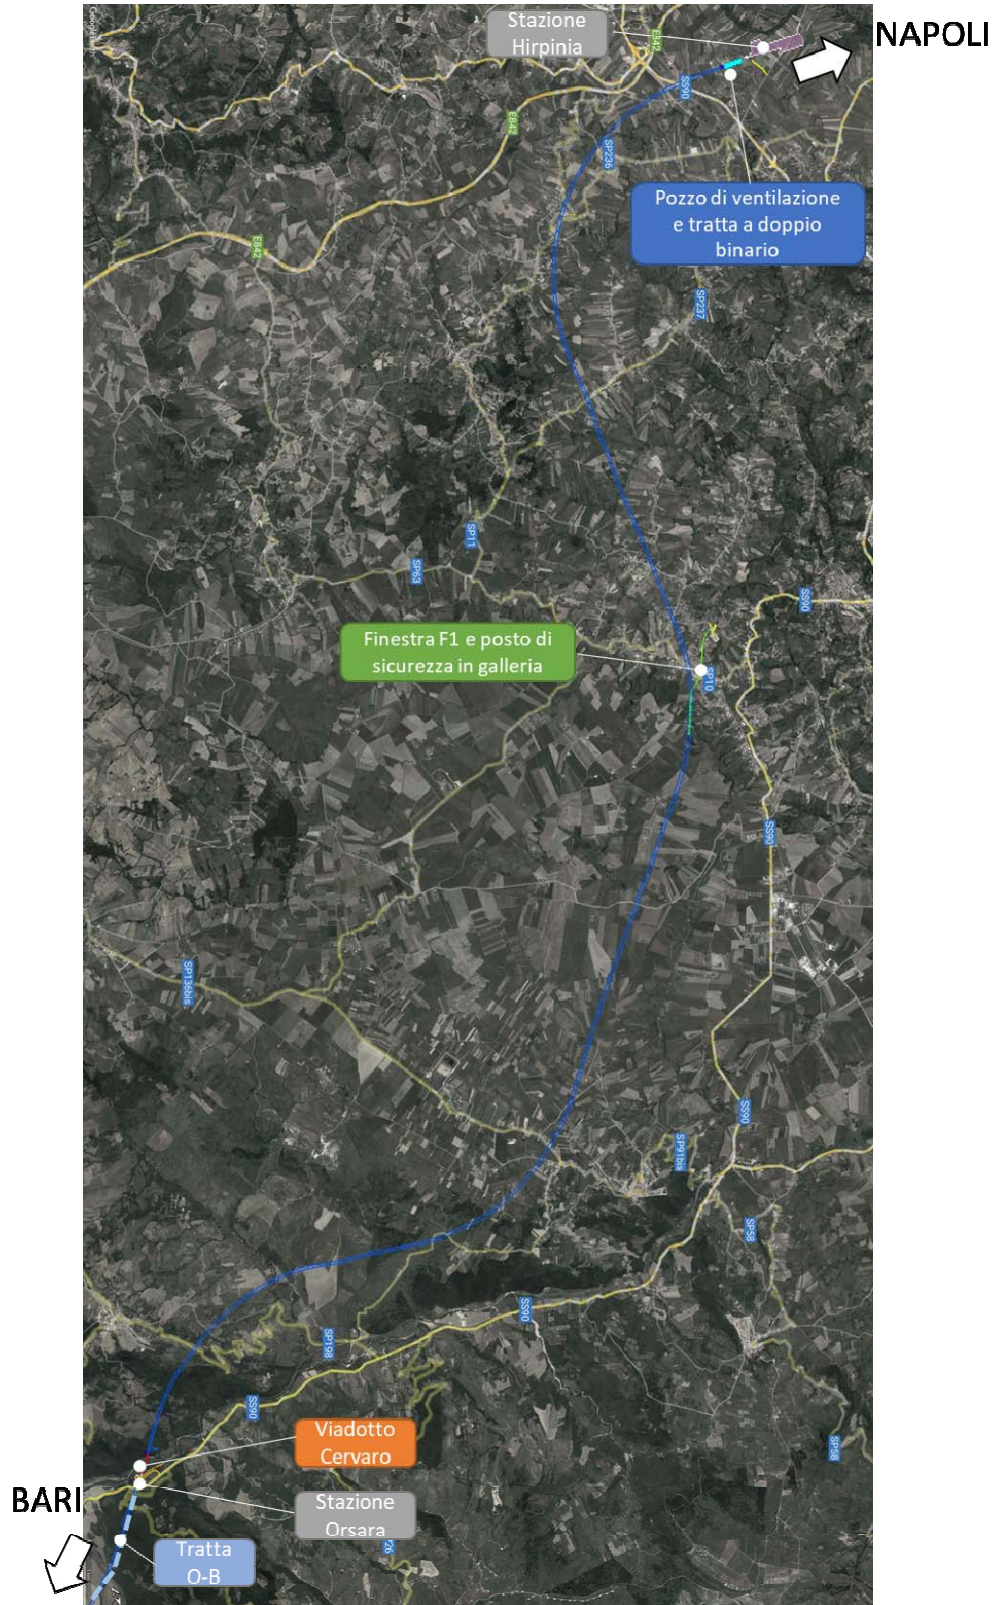 Stazione
Hirpinia
NAPOLI
E842
SS90
E842
SP236
Pozzo di ventilazione
e tratta a doppio
binario
E842
SP237
SP11
SP63
SS90
Finestra F1 e posto di
sicurezza in galleria
SP10
SS90
SP136bis
SS90
SP91bis
SP58
SS90
SP198
SS90
Viadotto
Cervaro
SP58
BARI
Stazione
Orsara
Tratta
O-B